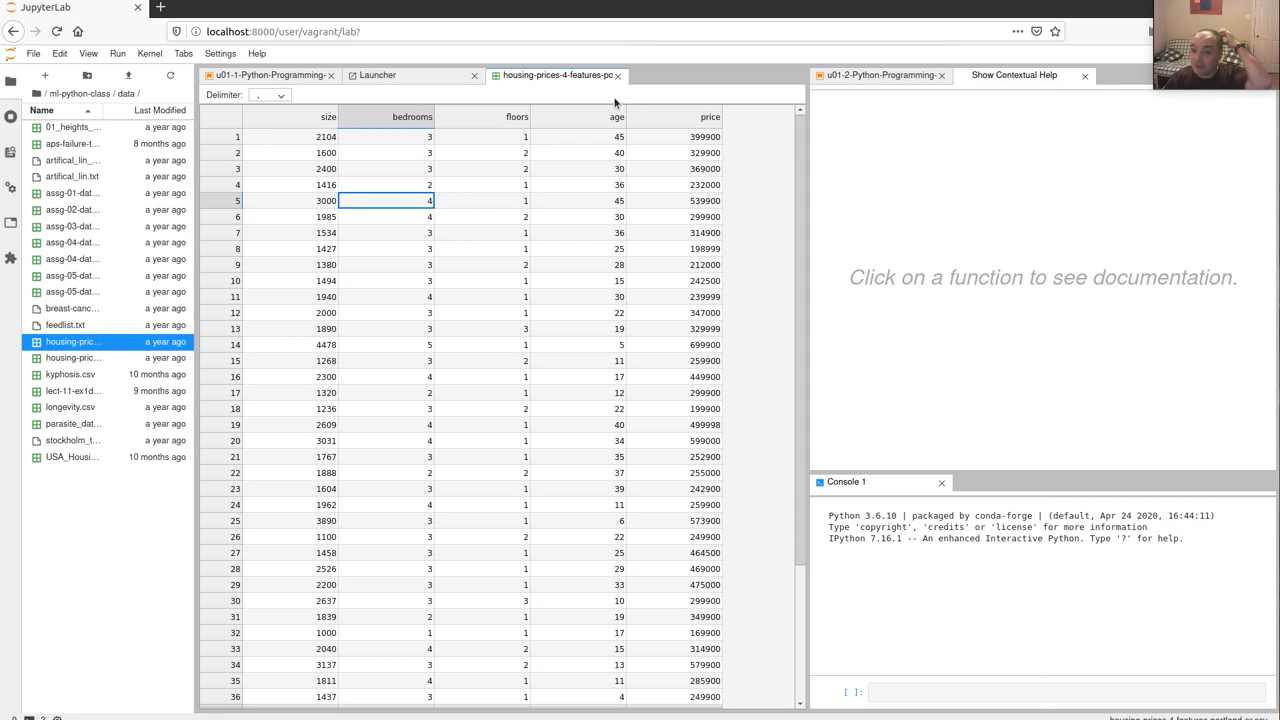 JupyterLab
localhost:8000/user/vagrant/lab?
File Edit View Run Kernel Tabs Settings Help
u01-1-Python-Programming- Launcher housing-prices-4-features-po u01-2-Python-Programming- Show Contextual Help
/ ml-python-class / data / Delimiter: ,
Name Last Modified
01_heights_... a year ago
aps-failure-t... 8 months ago
artifical_lin_... a year ago
artifical_lin.txt a year ago
assg-01-dat... a year ago
assg-02-dat... a year ago
assg-03-dat... a year ago
assg-04-dat... a year ago
assg-04-dat... a year ago
assg-05-dat... a year ago
assg-05-dat... a year ago
breast-canc... a year ago
feedlist.txt a year ago
housing-pric... a year ago
housing-pric... a year ago
kyphosis.csv 10 months ago
lect-11-ex1d... 9 months ago
longevity.csv a year ago
parasite_dat... a year ago
stockholm_t... a year ago
USA_Housi... 10 months ago
size bedrooms floors age price
1 2104 3 1 45 399900
2 1600 3 2 40 329900
3 2400 3 2 30 369000
4 1416 2 1 36 232000
5 3000 4 1 45 539900
6 1985 4 2 30 299900
7 1534 3 1 36 314900
8 1427 3 1 25 198999
9 1380 3 2 28 212000
10 1494 3 1 15 242500
11 1940 4 1 30 239999
12 2000 3 1 22 347000
13 1890 3 3 19 329999
14 4478 5 1 5 699900
15 1268 3 2 11 259900
16 2300 4 1 17 449900
17 1320 2 1 12 299900
18 1236 3 2 22 199900
19 2609 4 1 40 499998
20 3031 4 1 34 599000
21 1767 3 1 35 252900
22 1888 2 2 37 255000
23 1604 3 1 39 242900
24 1962 4 1 11 259900
25 3890 3 1 6 573900
26 1100 3 2 22 249900
27 1458 3 1 25 464500
28 2526 3 1 29 469000
29 2200 3 1 33 475000
30 2637 3 3 10 299900
31 1839 2 1 19 349900
32 1000 1 1 17 169900
33 2040 4 2 15 314900
34 3137 3 2 13 579900
35 1811 4 1 11 285900
36 1437 3 1 4 249900
Click on a function to see documentation.
Console 1
Python 3.6.10 | packaged by conda-forge | (default, Apr 24 2020, 16:44:11)
Type 'copyright', 'credits' or 'license' for more information
IPython 7.16.1 -- An enhanced Interactive Python. Type '?' for help.
[ ]: